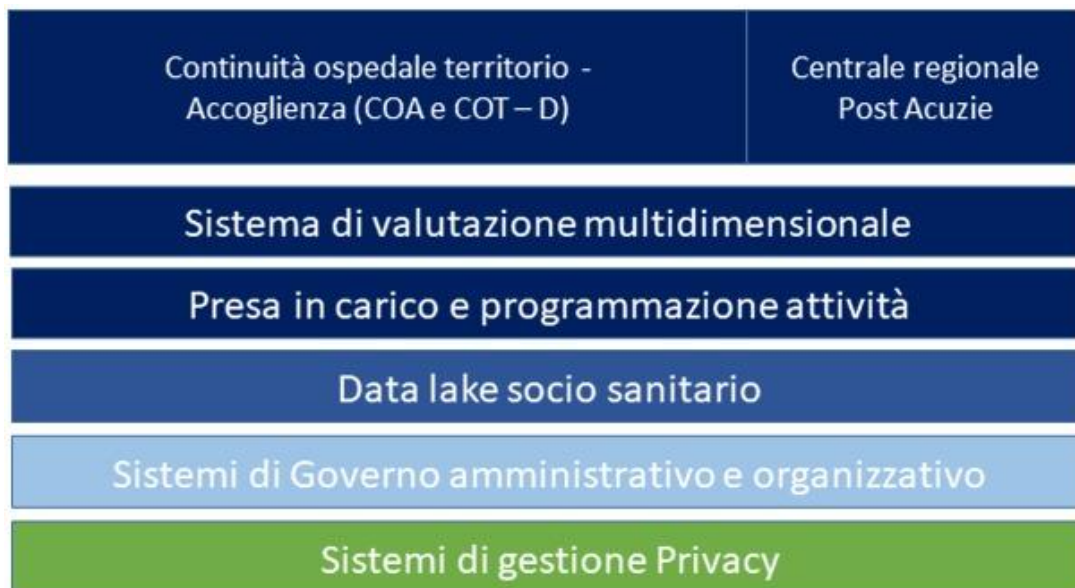 Continuità ospedale territorio -
Accoglienza (COA e COT – D)
Centrale regionale
Post Acuzie
Sistema di valutazione multidimensionale
Presa in carico e programmazione attività
Data lake socio sanitario
Sistemi di Governo amministrativo e organizzativo
Sistemi di gestione Privacy